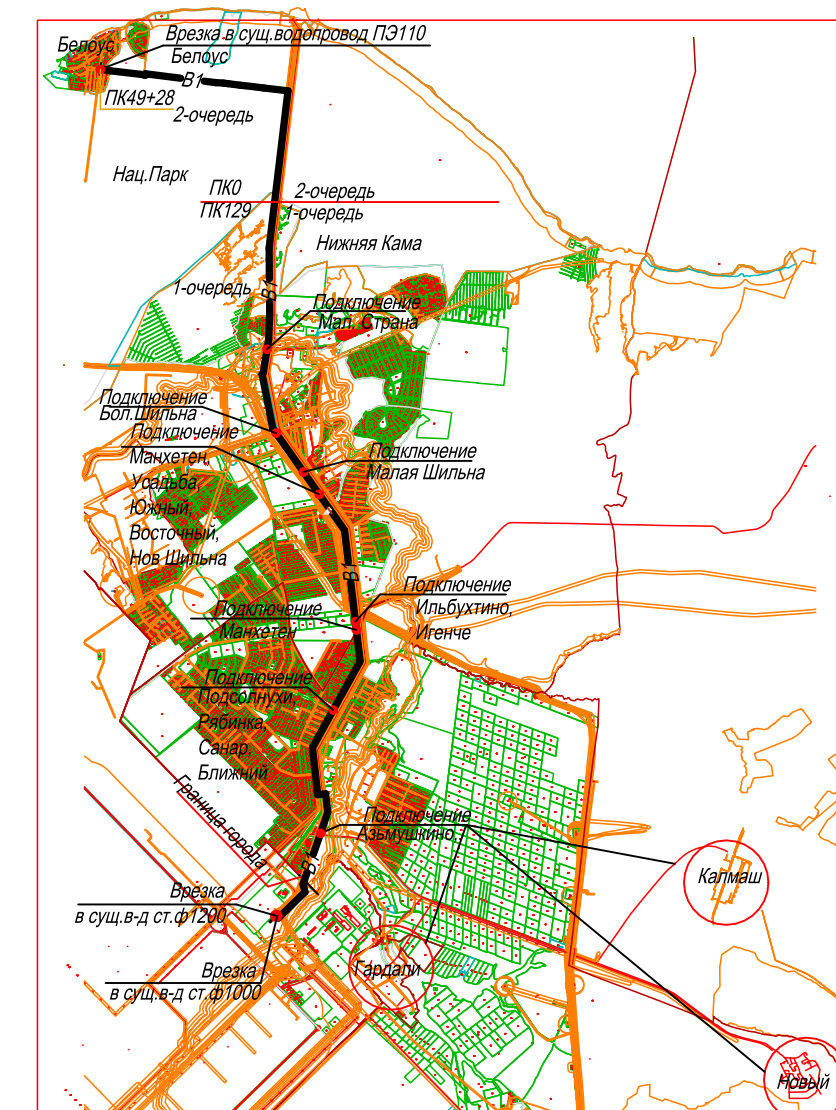 Белоус
Врезка в сущ.водопровод ПЭ110
Белоус
В1
ПК49+28
2-очередь
Нац.Парк
ПК0
2-очередь
ПК129
1-очередь
Нижняя Кама
1-очередь
В1
Подключение
Мал. Страна
Подключение
Бол.Шильна
Подключение
Манхетен,
Усадьба,
Южный,
Восточный,
Нов Шильна
Подключение
Малая Шильна
В1
Подключение
Ильбухтино,
Игенче
Подключение
Манхетен
Подключение
Подсолнухи,
Рябинка,
Санар,
Ближний
Граница города
Подключение
Азьмушкино,
В1
Калмаш
Врезка
в сущ.в-д ст.ф1200
Врезка
в сущ.в-д ст.ф1000
Гардали
Новый